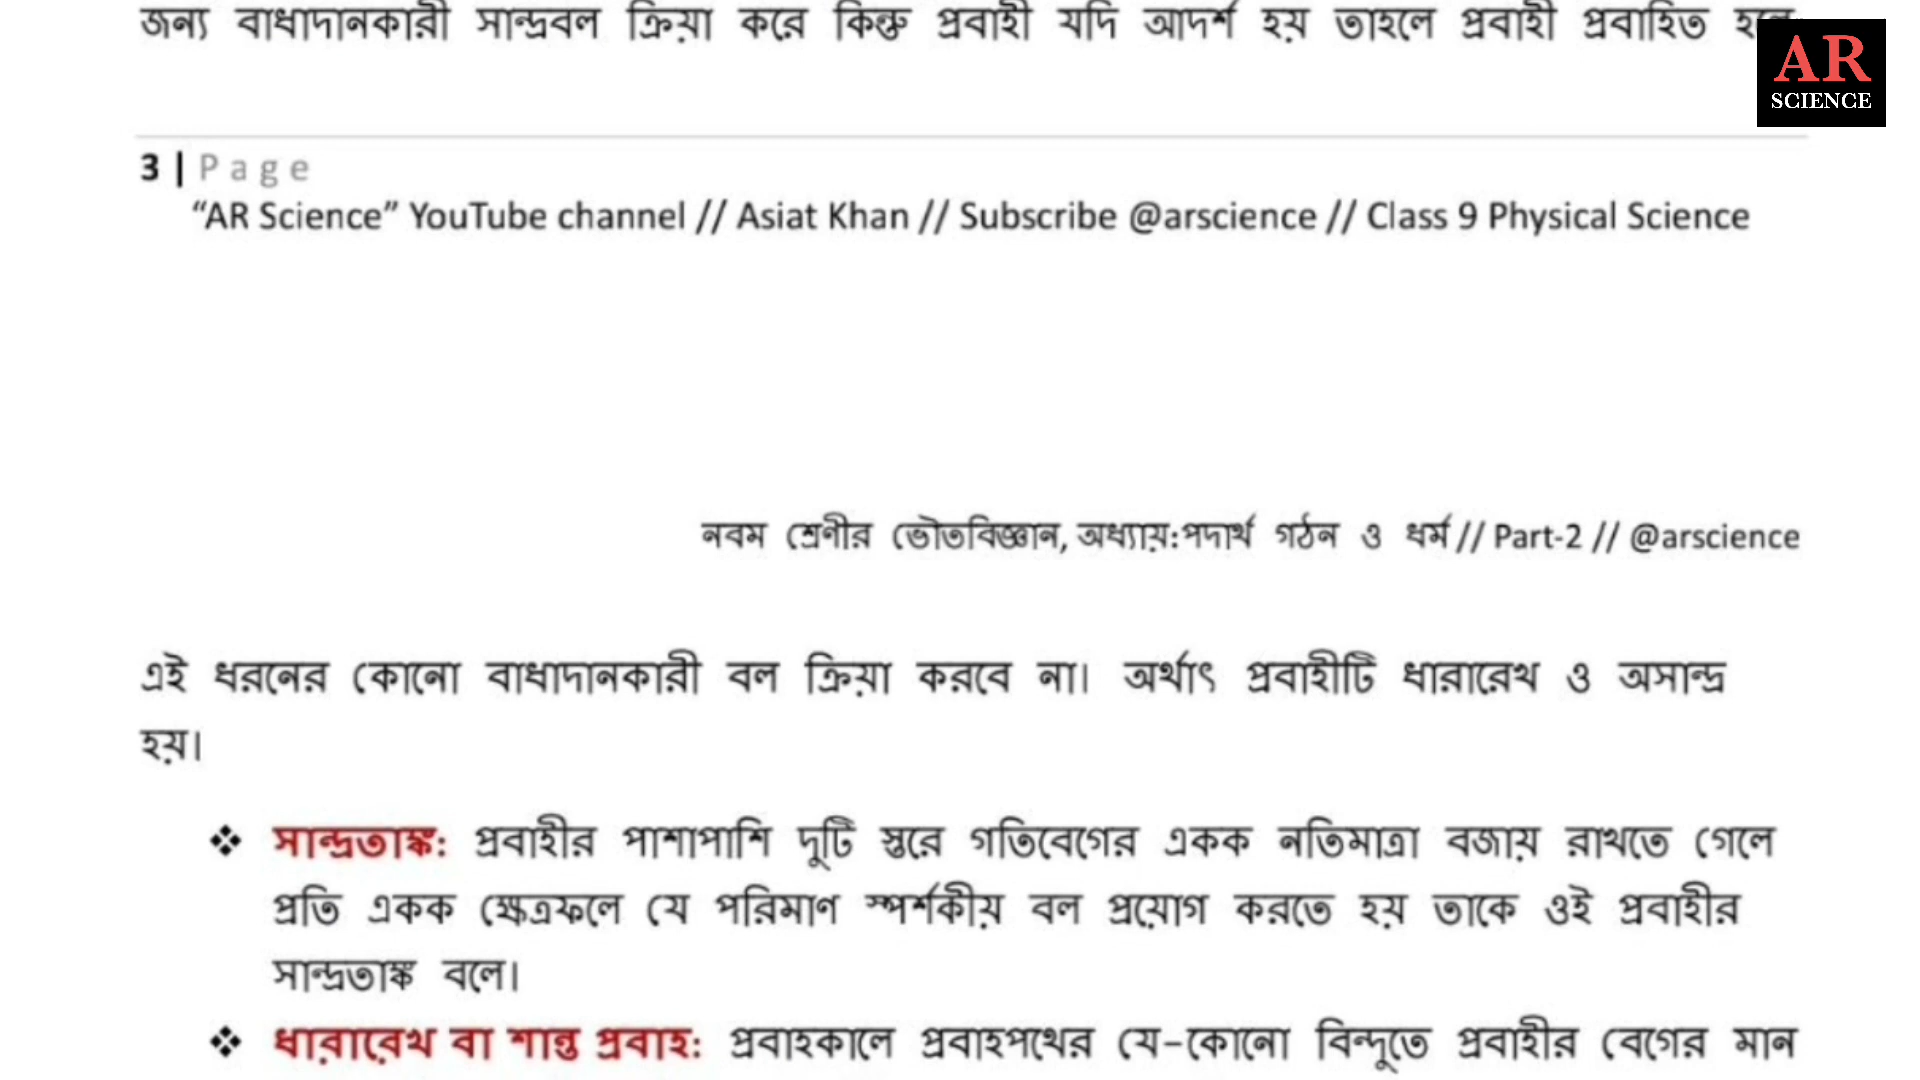 জন্য বাধাদানকারী সান্দ্রবল ক্রিয়া করে কিন্তু প্রবাহী যদি আদর্শ হয় তাহলে প্রবাহী প্রবাহিত হলে
AR
SCIENCE
3 | Page
“AR Science” YouTube channel // Asiat Khan // Subscribe @arscience // Class 9 Physical Science
নবম শ্রেণীর ভৌতবিজ্ঞান, অধ্যায়:পদার্থ গঠন ও ধর্ম // Part-2 // @arscience
এই ধরনের কোনো বাধাদানকারী বল ক্রিয়া করবে না। অর্থাৎ প্রবাহীটি ধারারেখ ও অসান্দ্র
হয়।
❖ সান্দ্রতাঙ্ক: প্রবাহীর পাশাপাশি দুটি স্তরে গতিবেগের একক নতিমাত্রা বজায় রাখতে গেলে
প্রতি একক ক্ষেত্রফলে যে পরিমাণ স্পর্শকীয় বল প্রয়োগ করতে হয় তাকে ওই প্রবাহীর
সান্দ্রতাঙ্ক বলে।
❖ ধারারেখ বা শান্ত প্রবাহ: প্রবাহকালে প্রবাহপথের যে-কোনো বিন্দুতে প্রবাহীর বেগের মান